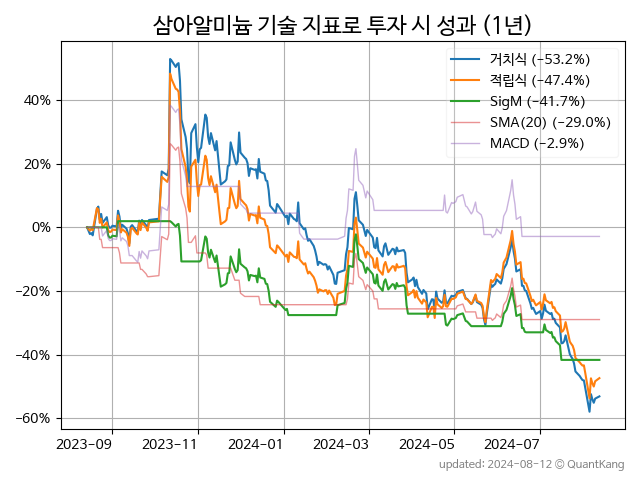 삼아알미늄 기술 지표로 투자 시 성과 (1년)
거치식 (−53.2%)
적립식 (−47.4%)
SigM (−41.7%)
SMA(20) (−29.0%)
MACD (−2.9%)
40%
20%
0%
−20%
−40%
−60%
2023-09 2023-11 2024-01 2024-03 2024-05 2024-07
updated: 2024-08-12 © QuantKang